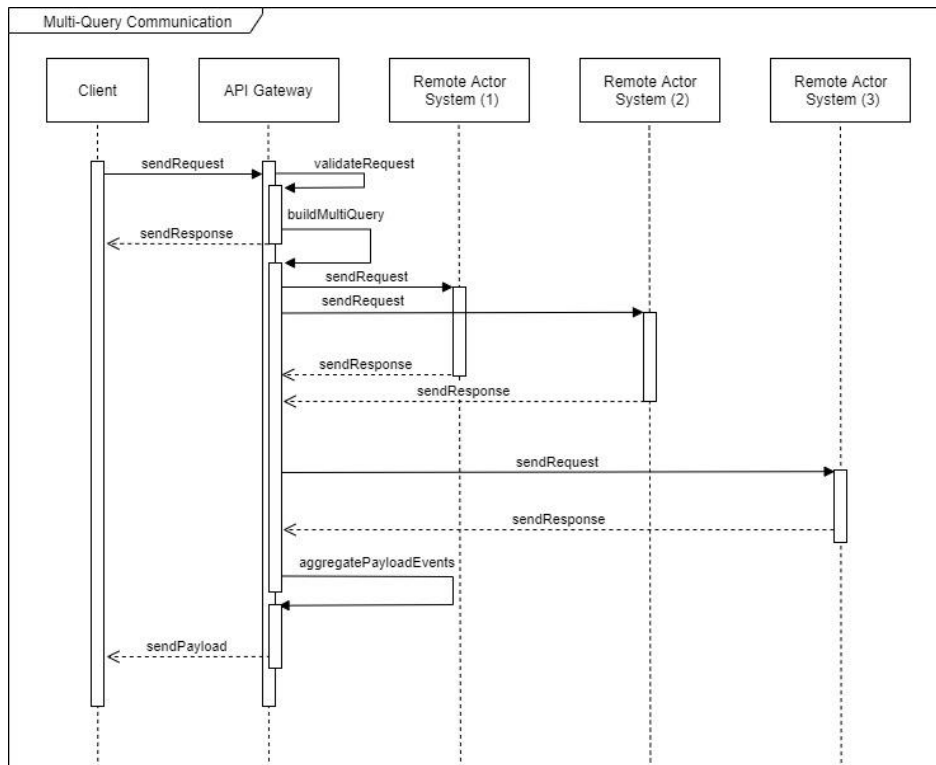 Multi-Query Communication
Client
API Gateway
Remote Actor
System (1)
Remote Actor
System (2)
Remote Actor
System (3)
sendRequest
validateRequest
buildMultiQuery
sendResponse
sendRequest
sendRequest
sendResponse
sendResponse
sendRequest
sendResponse
aggregatePayloadEvents
sendPayload